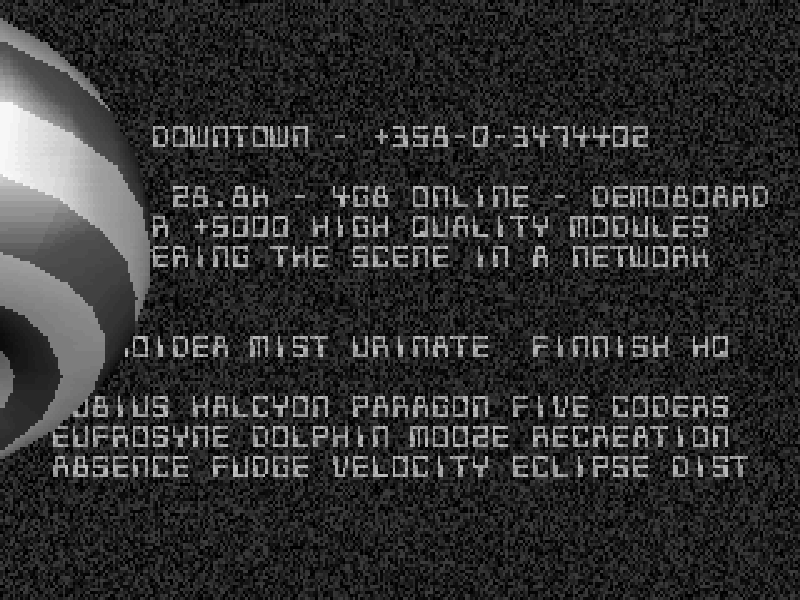 DOWNTOWN - +358-0-3474402
28.8K - 4GB ONLINE - DEMOBOARD
R +5000 HIGH QUALITY MODULES
ERING THE SCENE IN A NETWORK
OIDER MIST URINATE FINNISH HQ
OBIUS HALCYON PARAGON FIVE CODERS
EUFROSYNE DOLPHIN MOOZE RECREATION
ABSENCE FUDGE VELOCITY ECLIPSE DIST